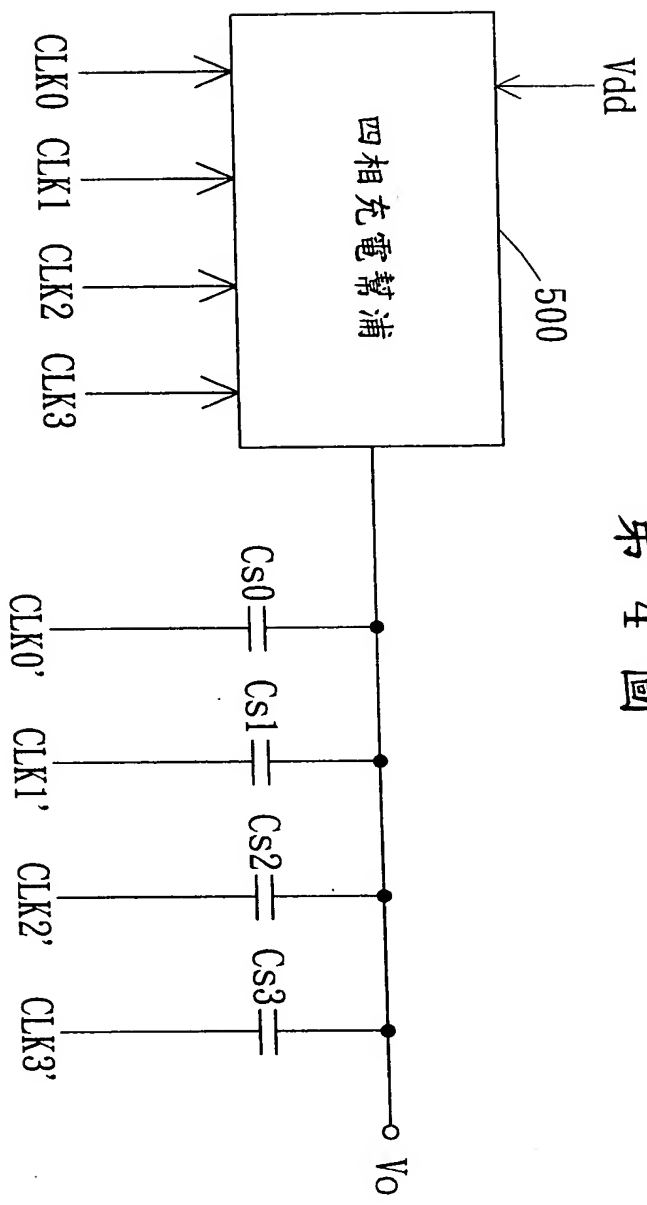 Vdd
500
四相充電幫浦
CLK0
CLK1
CLK2
CLK3
Cs0
Cs1
Cs2
Cs3
CLK0'
CLK1'
CLK2'
CLK3'
Vo
第 4 圖